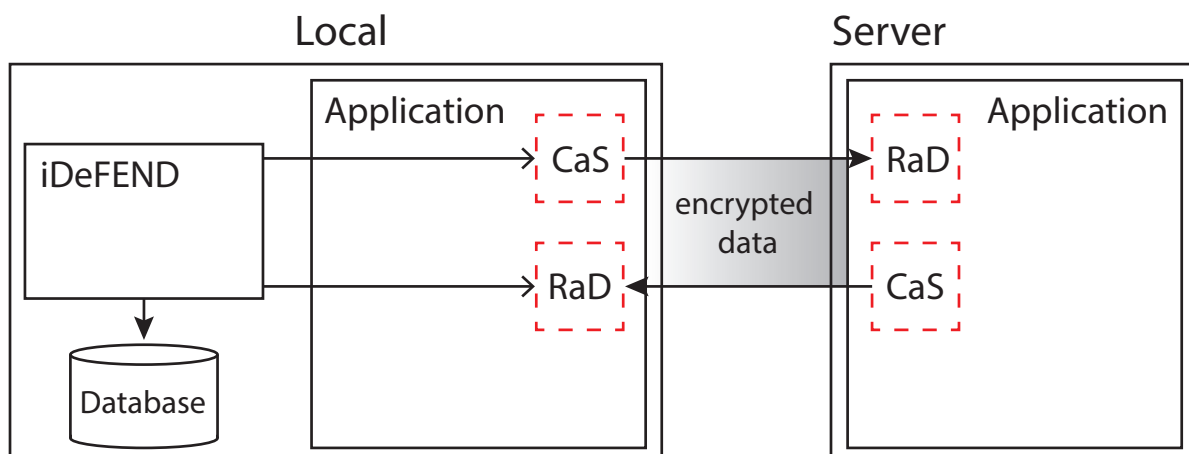 Local
Server
Application
Application
iDeFEND
CaS
RaD
encrypted
data
RaD
CaS
Database